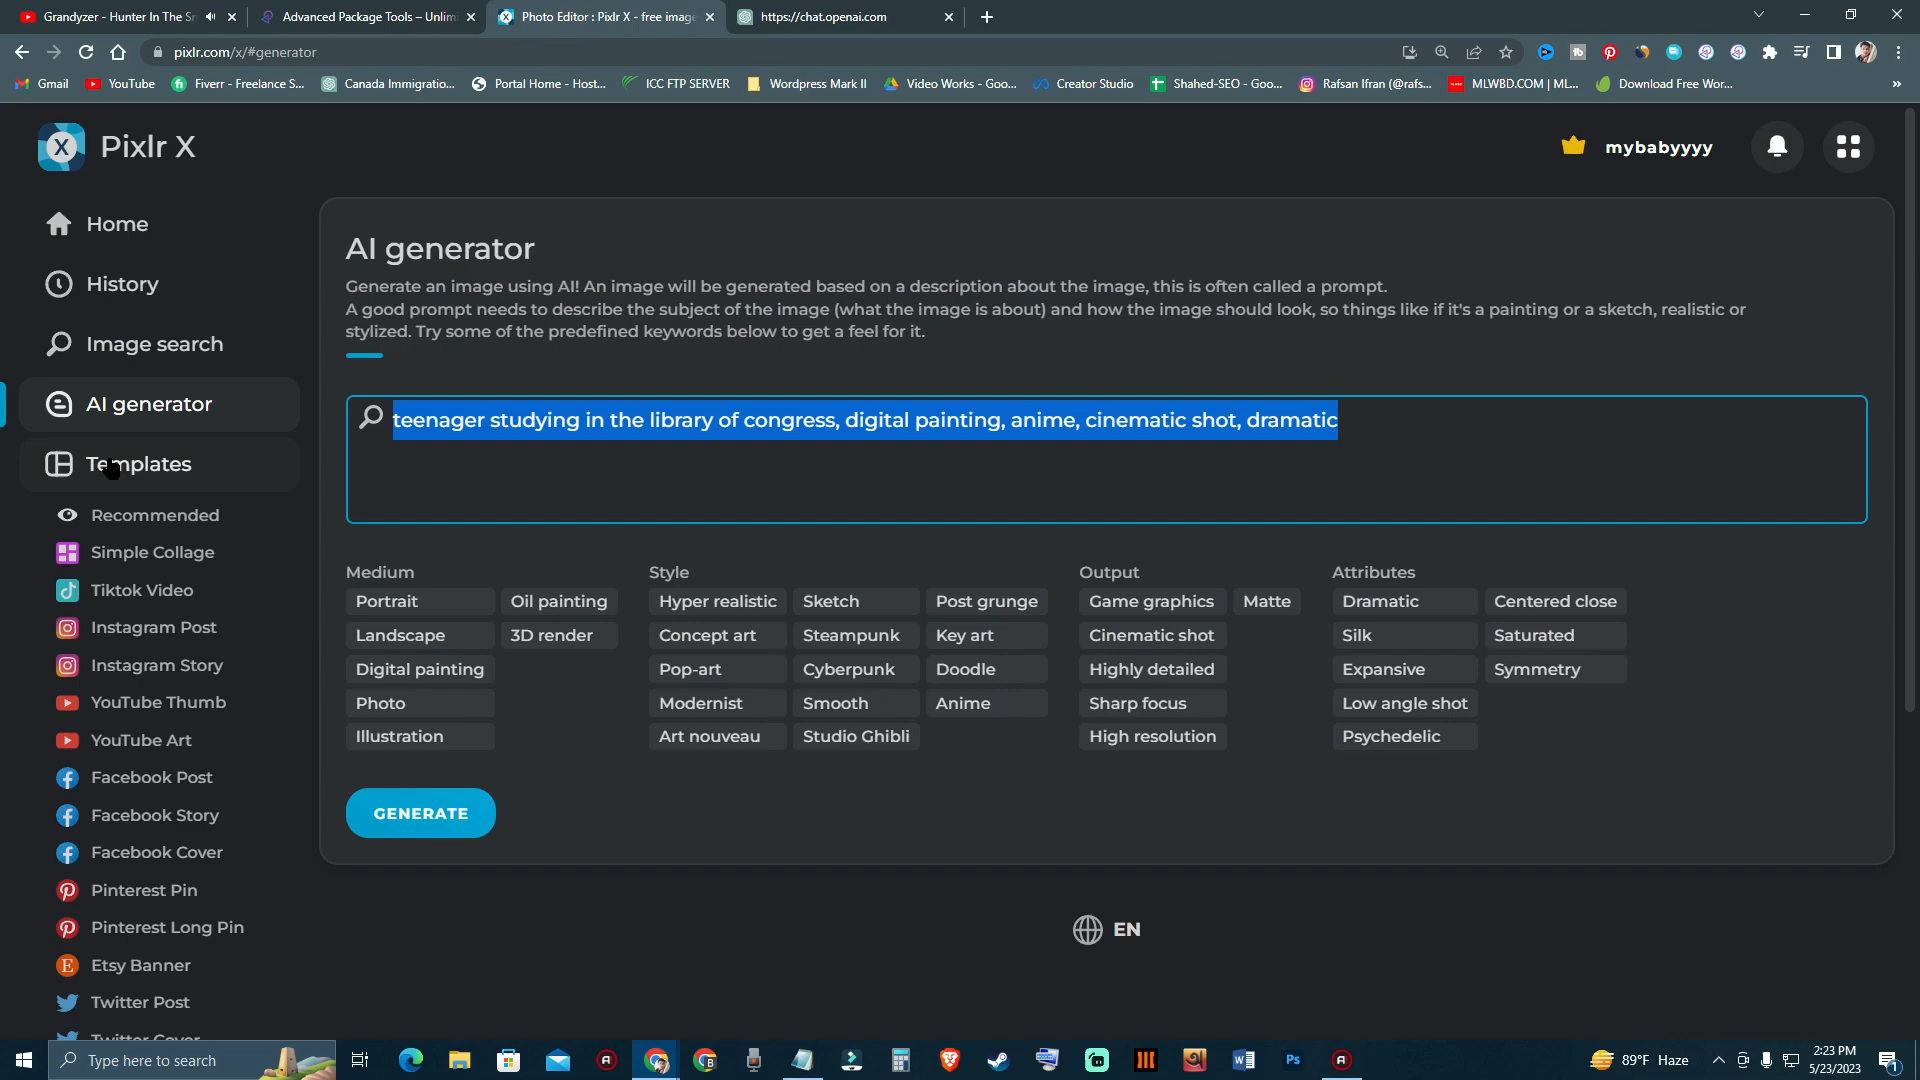 Grandyzer - Hunter In The S
Advanced Package Tools – Unlim
Photo Editor : Pixlr X - free imag
https://chat.openai.com
pixlr.com/x/#generator
Gmail
YouTube
Fiverr - Freelance S...
Canada Immigratio...
Portal Home - Host...
ICC FTP SERVER
Wordpress Mark II
Video Works - Goo...
Creator Studio
Shahed-SEO - Goo...
Rafsan Ifran (@rafs...
MLWBD.COM | ML...
Download Free Wor...
»
X Pixlr X
mybabyyyy
Home
History
Image search
AI generator
Templates
Recommended
Simple Collage
Tiktok Video
Instagram Post
Instagram Story
YouTube Thumb
YouTube Art
Facebook Post
Facebook Story
Facebook Cover
Pinterest Pin
Pinterest Long Pin
E Etsy Banner
Twitter Post
Twitter Cover
AI generator
Generate an image using AI! An image will be generated based on a description about the image, this is often called a prompt.
A good prompt needs to describe the subject of the image (what the image is about) and how the image should look, so things like if it's a painting or a sketch, realistic or
stylized. Try some of the predefined keywords below to get a feel for it.
teenager studying in the library of congress, digital painting, anime, cinematic shot, dramatic
Medium
Portrait Oil painting
Landscape 3D render
Digital painting
Photo
Illustration
Style
Hyper realistic Sketch Post grunge
Concept art Steampunk Key art
Pop-art Cyberpunk Doodle
Modernist Smooth Anime
Art nouveau Studio Ghibli
Output
Game graphics Matte
Cinematic shot
Highly detailed
Sharp focus
High resolution
Attributes
Dramatic Centered close
Silk Saturated
Expansive Symmetry
Low angle shot
Psychedelic
GENERATE
EN
Type here to search
W
Ps
89°F Haze
2:23 PM
5/23/2023
1